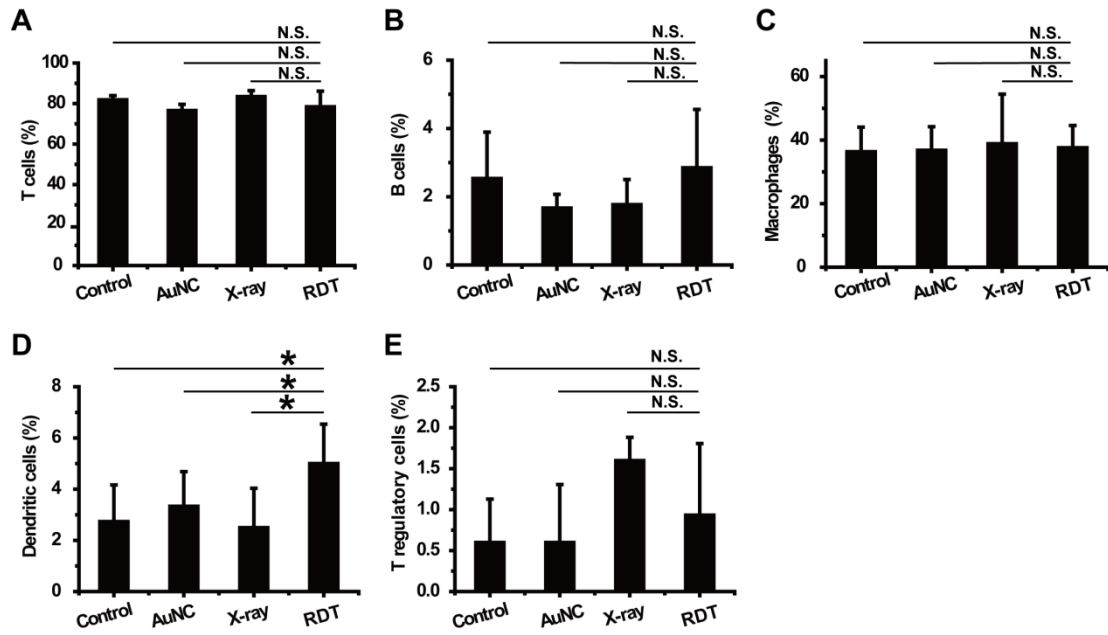 A
N.S.
N.S.
N.S.
T cells (%)
100
80
60
40
20
0
Control
AuNC
X-ray
RDT
B
N.S.
N.S.
N.S.
B cells (%)
6
4
2
0
Control
AuNC
X-ray
RDT
C
N.S.
N.S.
N.S.
Macrophages (%)
60
40
20
0
Control
AuNC
X-ray
RDT
D
*
*
*
Dendritic cells (%)
8
6
4
2
0
Control
AuNC
X-ray
RDT
E
N.S.
N.S.
N.S.
T regulatory cells (%)
2.5
2.0
1.5
1.0
0.5
0.0
Control
AuNC
X-ray
RDT